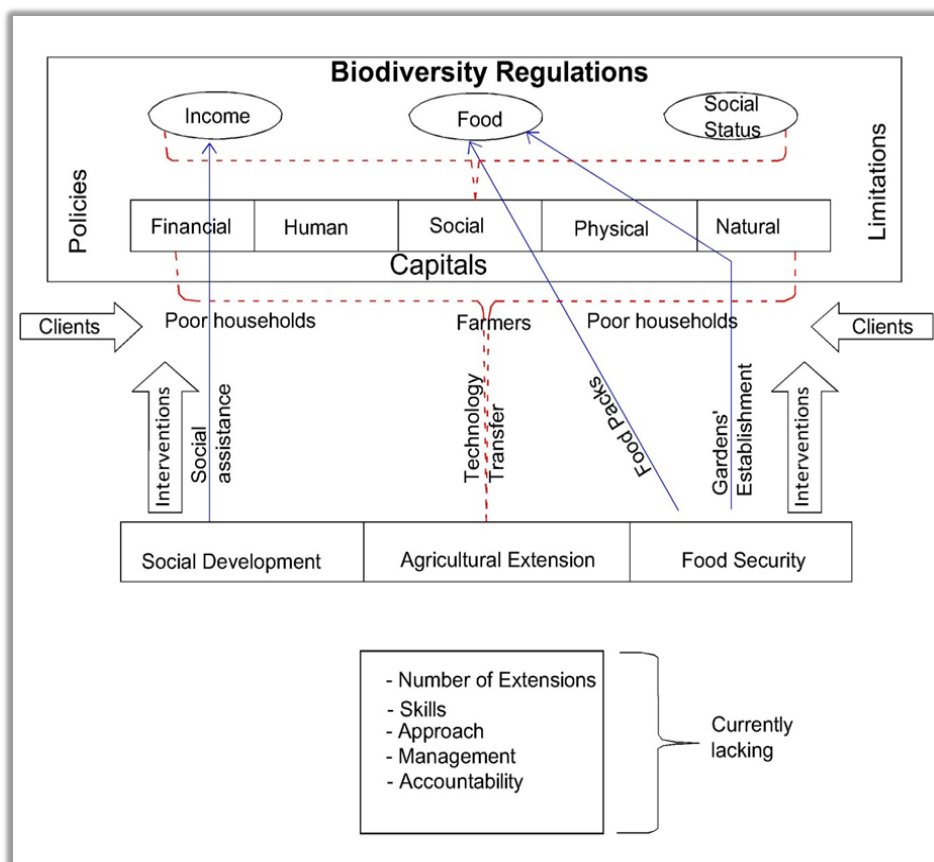 Biodiversity Regulations
Income
Food
Social
Status
Policies
Limitations
Financial
Human
Social
Physical
Natural
Capitals
Clients
Poor households
Farmers
Poor households
Clients
Interventions
Social
assistance
Technology
Transfer
Food Packs
Gardens'
Establishment
Interventions
Social Development
Agricultural Extension
Food Security
- Number of Extensions
- Skills
- Approach
- Management
- Accountability
Currently
lacking